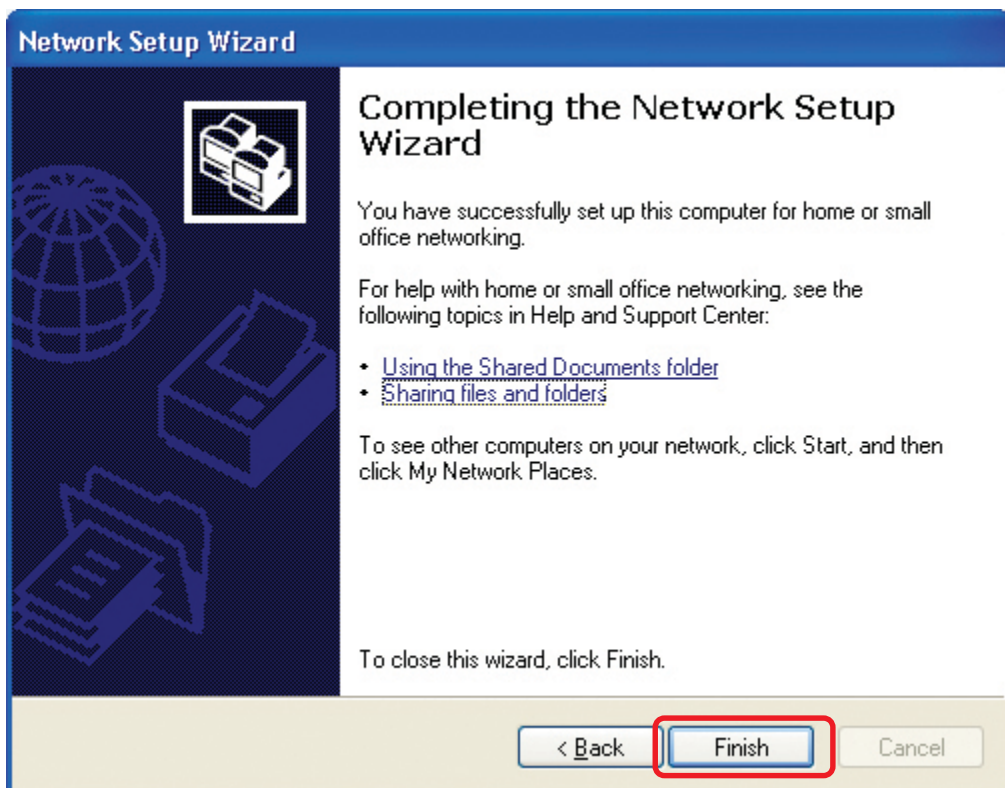 Network Setup Wizard
Completing the Network Setup
Wizard
You have successfully set up this computer for home or small
office networking.
For help with home or small office networking, see the
following topics in Help and Support Center:
• Using the Shared Documents folder
• Sharing files and folders
To see other computers on your network, click Start, and then
click My Network Places.
To close this wizard, click Finish.
< Back Finish Cancel